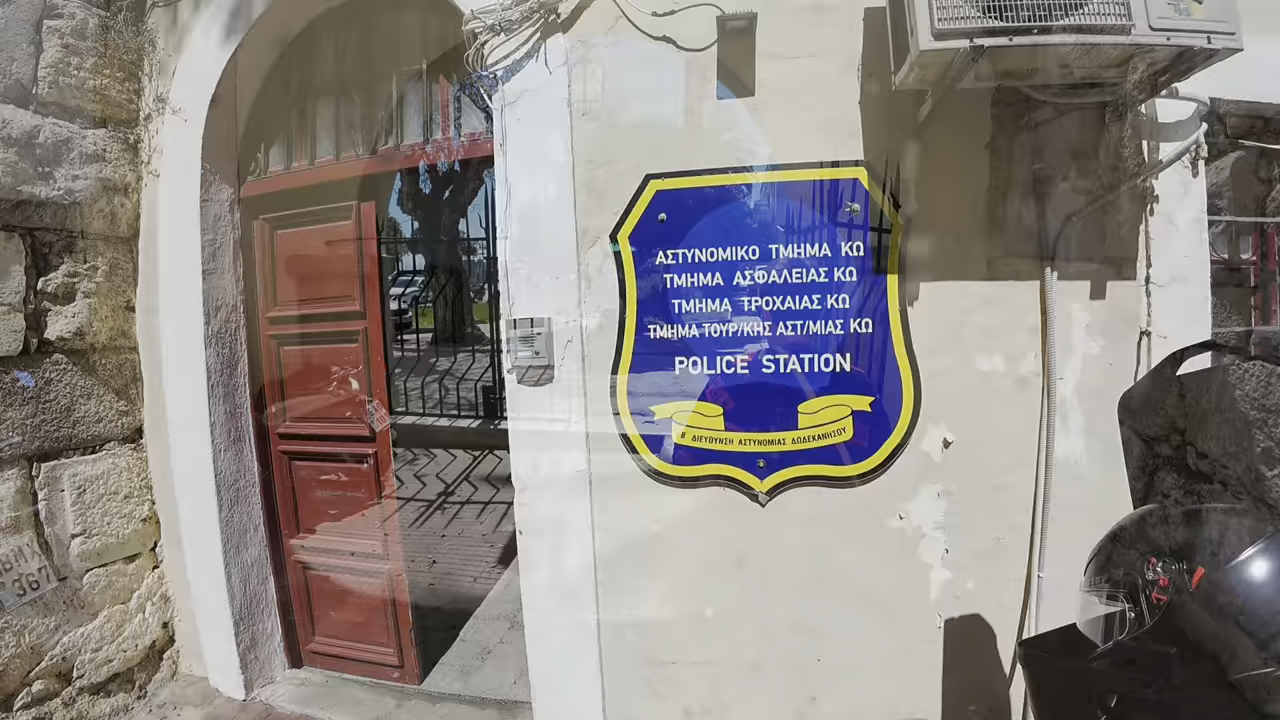 ΑΣΤΥΝΟΜΙΚΟ ΤΜΗΜΑ ΚΩ
ΤΜΗΜΑ ΑΣΦΑΛΕΙΑΣ ΚΩ
ΤΜΗΜΑ ΤΡΟΧΑΙΑΣ ΚΩ
ΤΜΗΜΑ ΤΟΥΡ/ΚΗΣ ΑΣΤ/ΜΙΑΣ ΚΩ
POLICE STATION
Β΄ ΔΙΕΥΘΥΝΣΗ ΑΣΤΥΝΟΜΙΑΣ ΔΩΔΕΚΑΝΗΣΟΥ
367